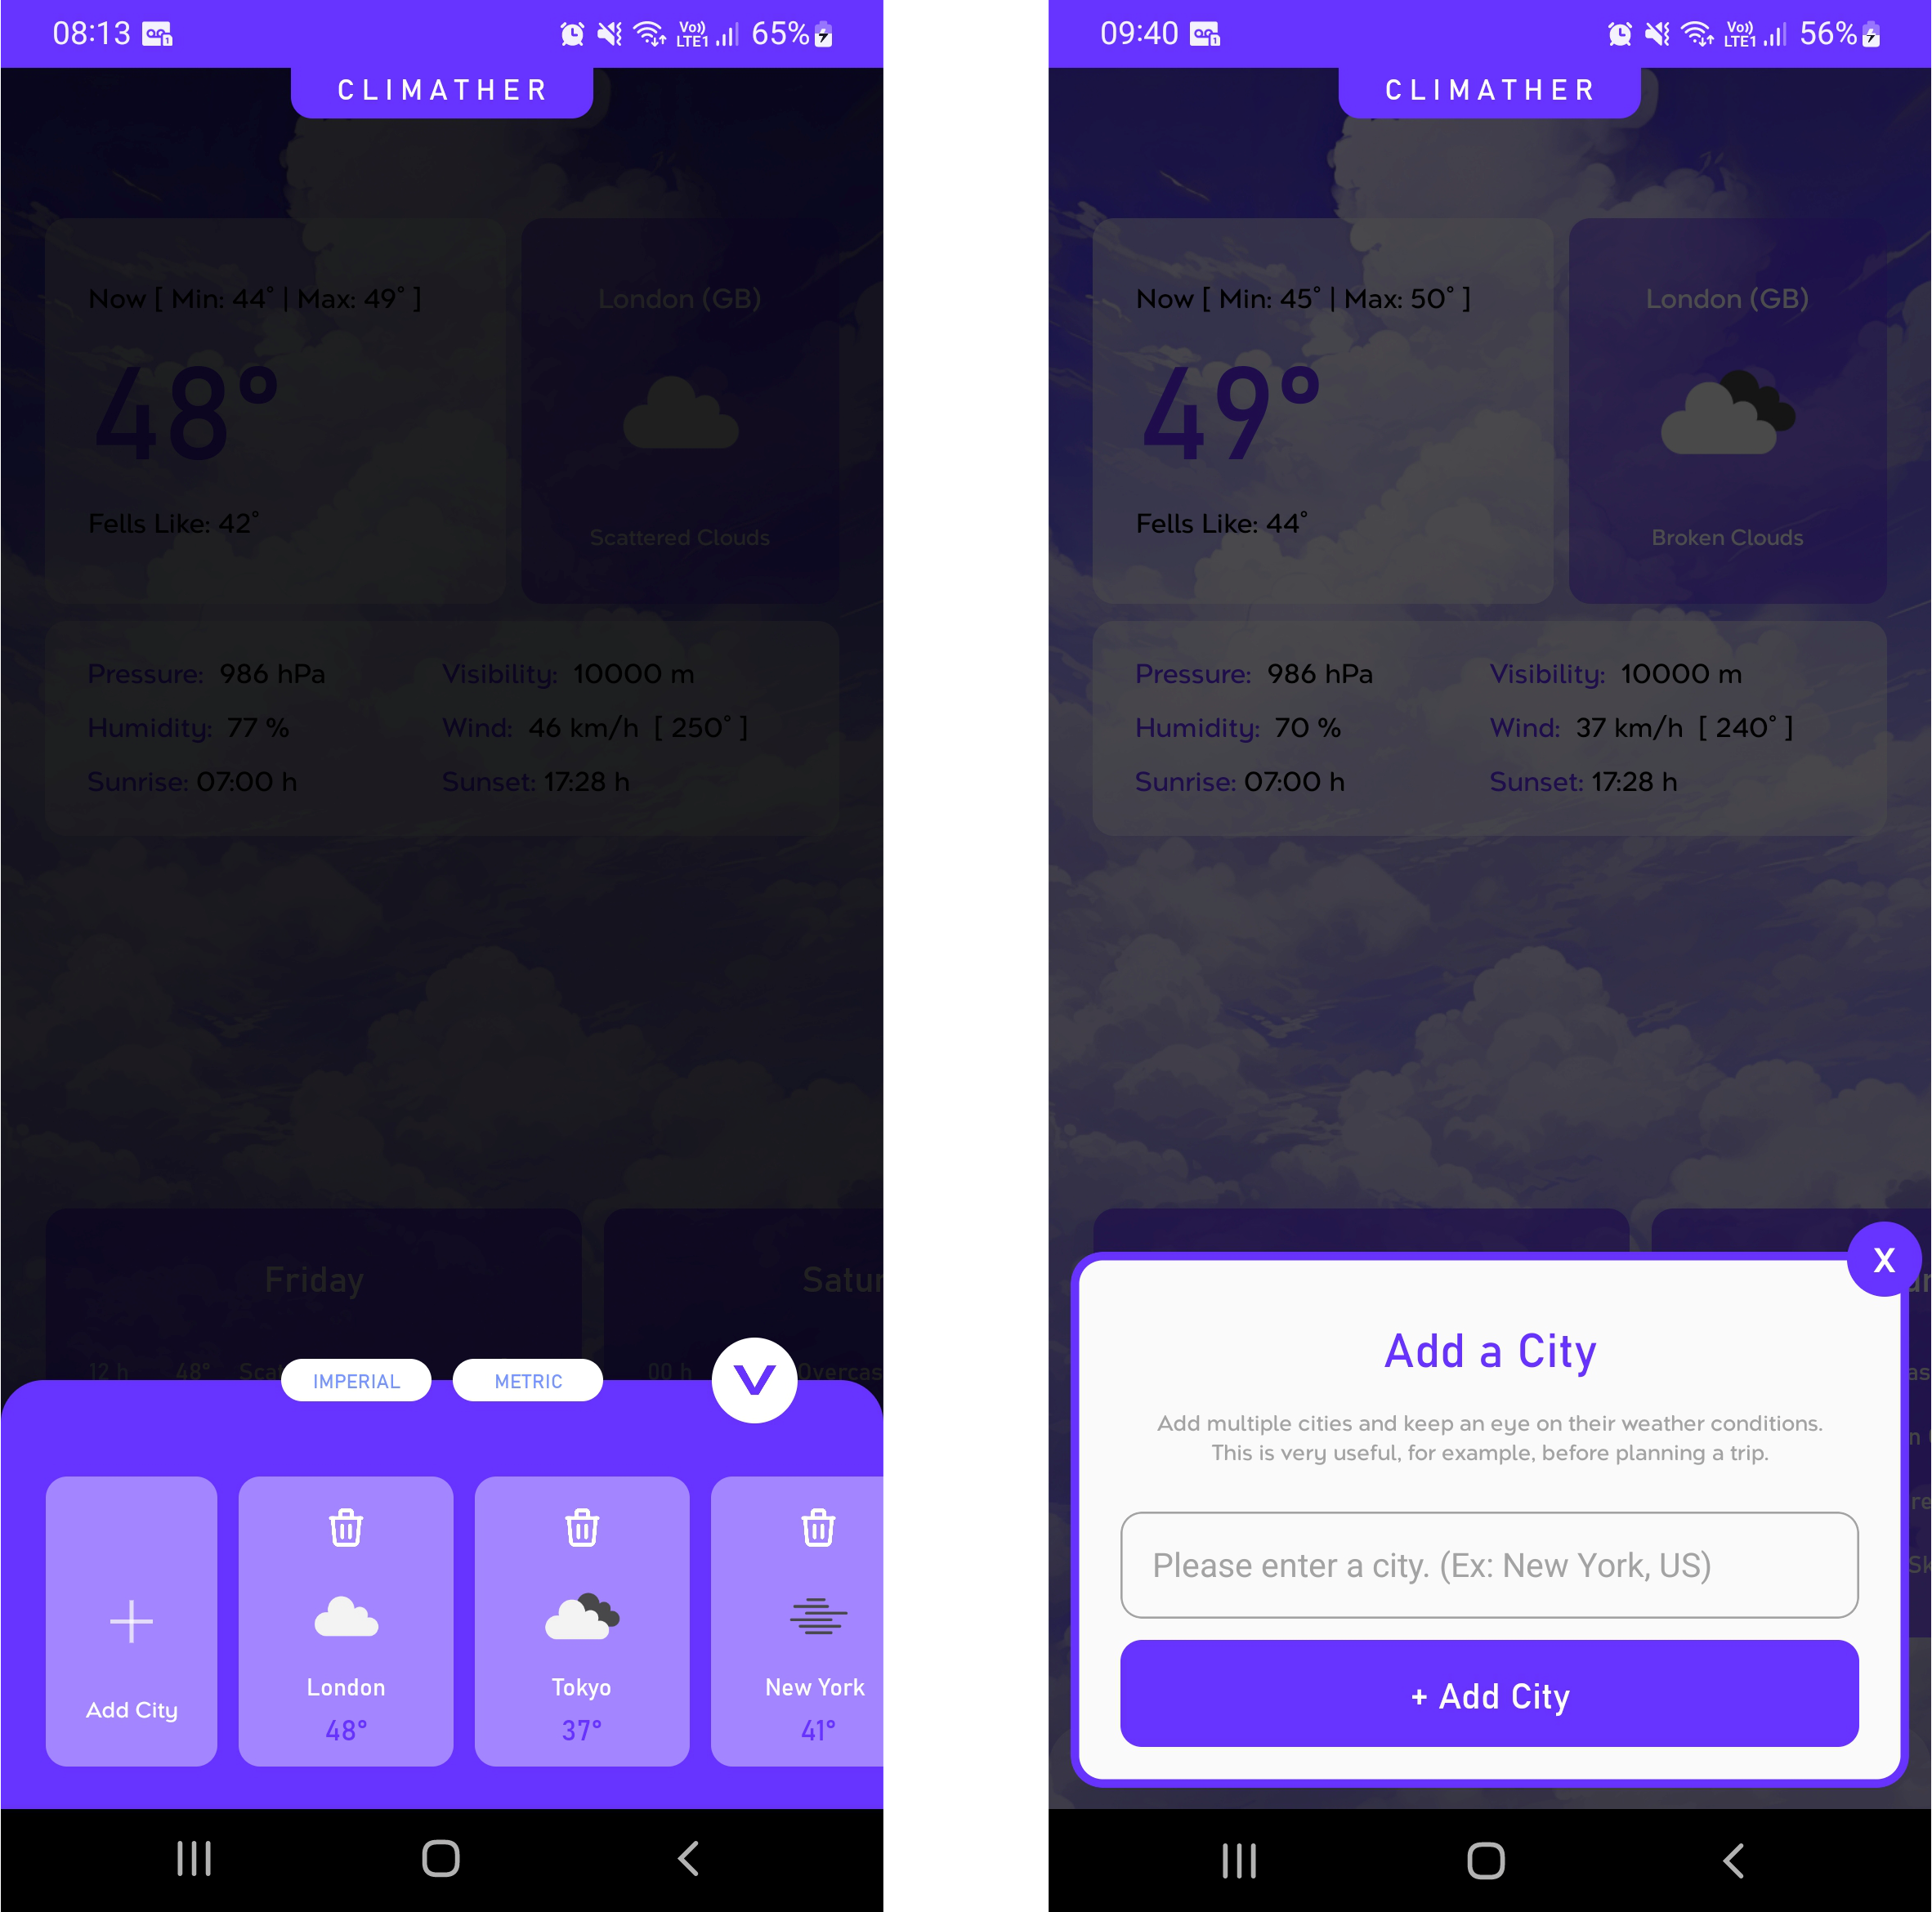 08:13
Vo)) LTE1
65%
CLIMATHER
Now [ Min: 44° | Max: 49° ]
London (GB)
48°
Fells Like: 42°
Scattered Clouds
Pressure: 986 hPa
Visibility: 10000 m
Humidity: 77 %
Wind: 46 km/h [ 250° ]
Sunrise: 07:00 h
Sunset: 17:28 h
Friday
Satur
12 h 48° Scat
00 h Overcas
IMPERIAL
METRIC
V
Add City
London
48°
Tokyo
37°
New York
41°
09:40
Vo)) LTE1
56%
CLIMATHER
Now [ Min: 45° | Max: 50° ]
London (GB)
49°
Fells Like: 44°
Broken Clouds
Pressure: 986 hPa
Visibility: 10000 m
Humidity: 70 %
Wind: 37 km/h [ 240° ]
Sunrise: 07:00 h
Sunset: 17:28 h
X
Add a City
Add multiple cities and keep an eye on their weather conditions.
This is very useful, for example, before planning a trip.
Please enter a city. (Ex: New York, US)
+ Add City